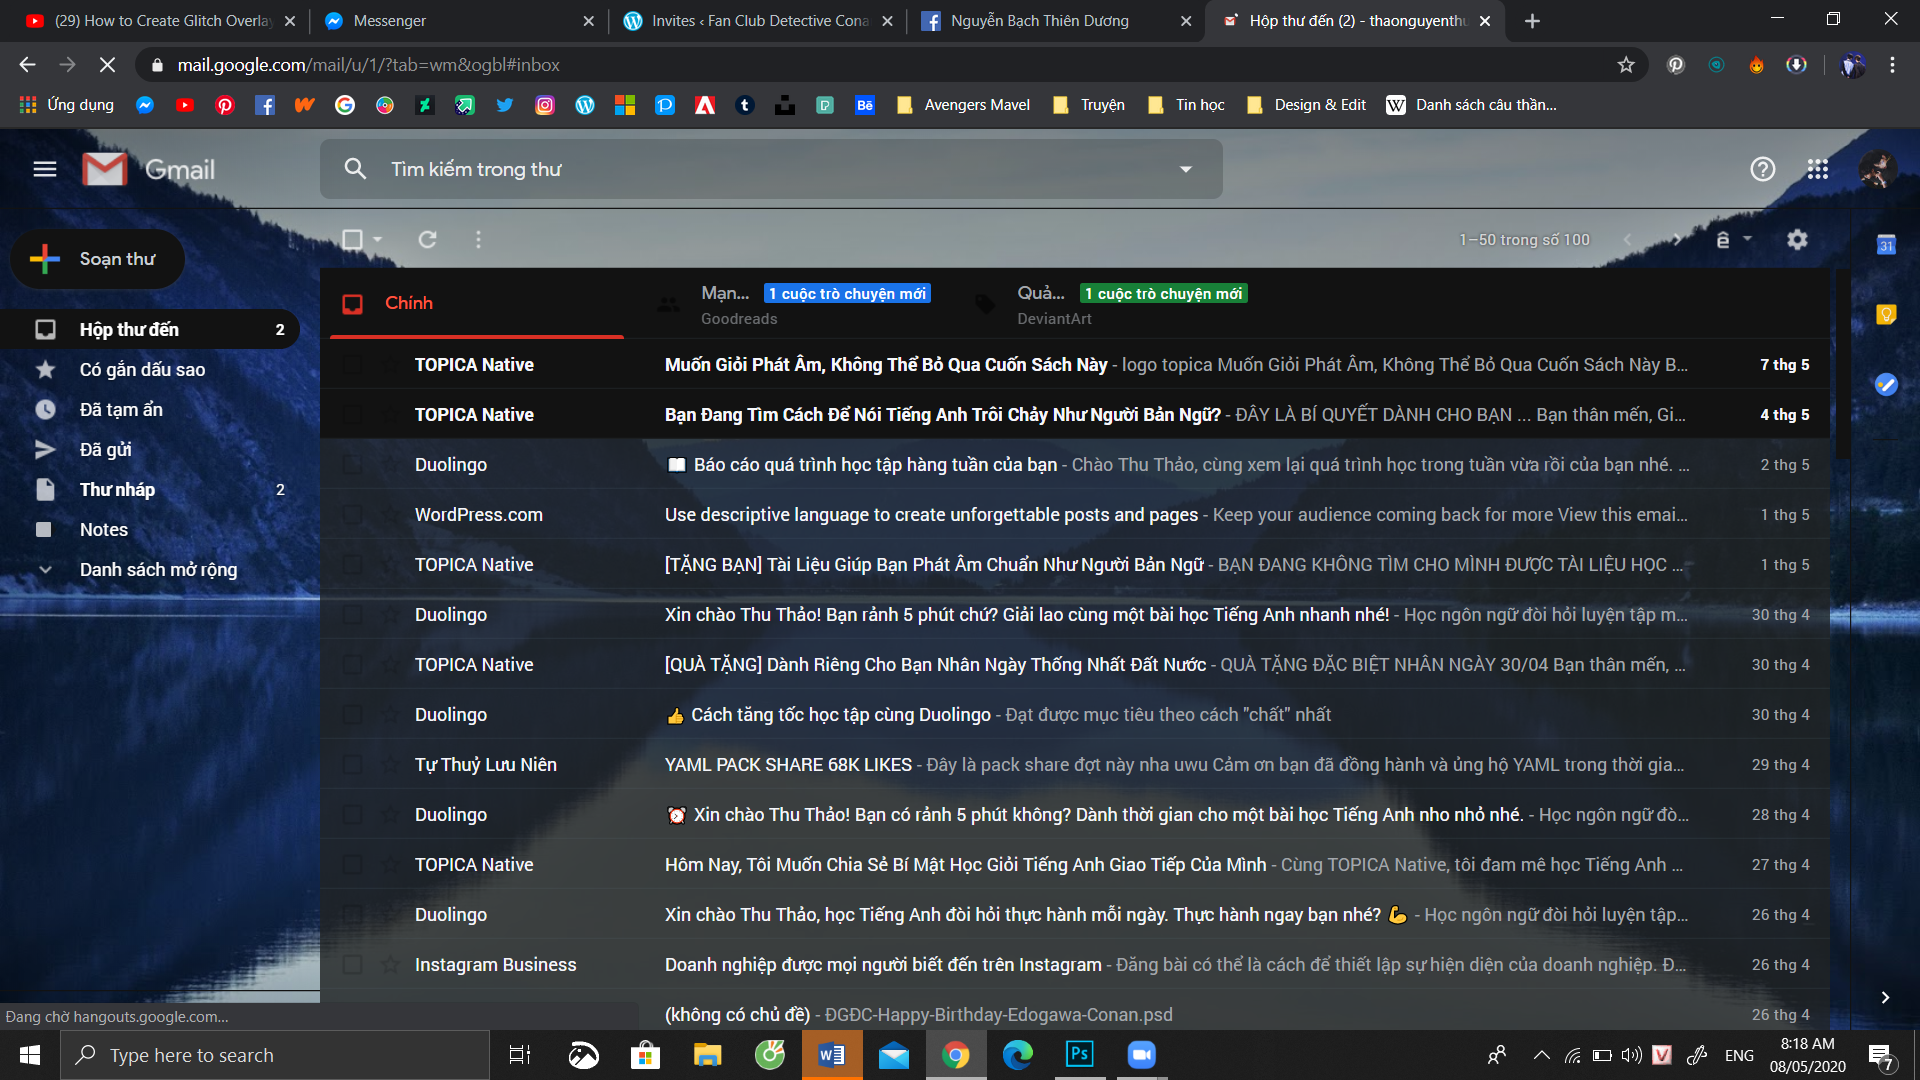 (29) How to Create Glitch Overlay
Messenger
Invites ‹ Fan Club Detective Cona
Nguyễn Bạch Thiên Dương
Hộp thư đến (2) - thaonguyenthu
mail.google.com/mail/u/1/?tab=wm&ogbl#inbox
Ứng dụng
Avengers Mavel
Truyện
Tin học
Design & Edit
Danh sách câu thần...
Gmail
Tìm kiếm trong thư
Soạn thư
1–50 trong số 100
Hộp thư đến 2
Có gắn dấu sao
Đã tạm ẩn
Đã gửi
Thư nháp 2
Notes
Danh sách mở rộng
Chính
Mạn... 1 cuộc trò chuyện mới
Goodreads
Quả... 1 cuộc trò chuyện mới
DeviantArt
TOPICA Native Muốn Giỏi Phát Âm, Không Thể Bỏ Qua Cuốn Sách Này - logo topica Muốn Giỏi Phát Âm, Không Thể Bỏ Qua Cuốn Sách Này B... 7 thg 5
TOPICA Native Bạn Đang Tìm Cách Để Nói Tiếng Anh Trôi Chảy Như Người Bản Ngữ? - ĐÂY LÀ BÍ QUYẾT DÀNH CHO BẠN ... Bạn thân mến, Gi... 4 thg 5
Duolingo 📖 Báo cáo quá trình học tập hàng tuần của bạn - Chào Thu Thảo, cùng xem lại quá trình học trong tuần vừa rồi của bạn nhé. ... 2 thg 5
WordPress.com Use descriptive language to create unforgettable posts and pages - Keep your audience coming back for more View this emai... 1 thg 5
TOPICA Native [TẶNG BẠN] Tài Liệu Giúp Bạn Phát Âm Chuẩn Như Người Bản Ngữ - BẠN ĐANG KHÔNG TÌM CHO MÌNH ĐƯỢC TÀI LIỆU HỌC ... 1 thg 5
Duolingo Xin chào Thu Thảo! Bạn rảnh 5 phút chứ? Giải lao cùng một bài học Tiếng Anh nhanh nhé! - Học ngôn ngữ đòi hỏi luyện tập m... 30 thg 4
TOPICA Native [QUÀ TẶNG] Dành Riêng Cho Bạn Nhân Ngày Thống Nhất Đất Nước - QUÀ TẶNG ĐẶC BIỆT NHÂN NGÀY 30/04 Bạn thân mến, ... 30 thg 4
Duolingo 👍 Cách tăng tốc học tập cùng Duolingo - Đạt được mục tiêu theo cách "chất" nhất 30 thg 4
Tự Thuỷ Lưu Niên YAML PACK SHARE 68K LIKES - Đây là pack share đợt này nha uwu Cảm ơn bạn đã đồng hành và ủng hộ YAML trong thời gia... 29 thg 4
Duolingo ⏰ Xin chào Thu Thảo! Bạn có rảnh 5 phút không? Dành thời gian cho một bài học Tiếng Anh nho nhỏ nhé. - Học ngôn ngữ đò... 28 thg 4
TOPICA Native Hôm Nay, Tôi Muốn Chia Sẻ Bí Mật Học Giỏi Tiếng Anh Giao Tiếp Của Mình - Cùng TOPICA Native, tôi đam mê học Tiếng Anh ... 27 thg 4
Duolingo Xin chào Thu Thảo, học Tiếng Anh đòi hỏi thực hành mỗi ngày. Thực hành ngay bạn nhé? 💪 - Học ngôn ngữ đòi hỏi luyện tập... 26 thg 4
Instagram Business Doanh nghiệp được mọi người biết đến trên Instagram - Đăng bài có thể là cách để thiết lập sự hiện diện của doanh nghiệp. Đ... 26 thg 4
(không có chủ đề) - ĐGĐC-Happy-Birthday-Edogawa-Conan.psd 26 thg 4
Đang chờ hangouts.google.com...
Type here to search
ENG
8:18 AM
08/05/2020
7